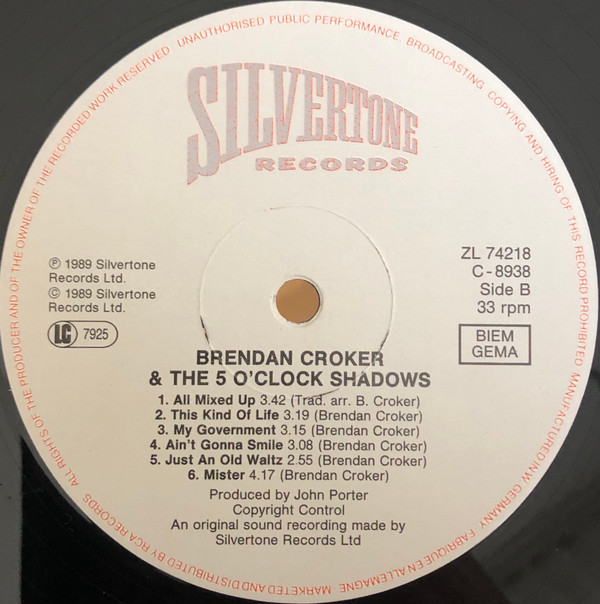 ALL RIGHTS OF THE PRODUCER AND OF THE OWNER OF THE RECORDED WORK RESERVED UNAUTHORISED PUBLIC PERFORMANCE, BROADCASTING, COPYING AND HIRING OF THIS RECORD PROHIBITED MANUFACTURED IN W. GERMANY FABRIQUE EN ALLEMAGNE MARKETED AND DISTRIBUTED BY RCA RECORDS
SILVERTONE
RECORDS
℗ 1989 Silvertone
Records Ltd.
© 1989 Silvertone
Records Ltd.
LC 7925
ZL 74218
C-8938
Side B
33 rpm
BIEM
GEMA
BRENDAN CROKER
& THE 5 O'CLOCK SHADOWS
1. All Mixed Up 3.42 (Trad. arr. B. Croker)
2. This Kind Of Life 3.19 (Brendan Croker)
3. My Government 3.15 (Brendan Croker)
4. Ain't Gonna Smile 3.08 (Brendan Croker)
5. Just An Old Waltz 2.55 (Brendan Croker)
6. Mister 4.17 (Brendan Croker)
Produced by John Porter
Copyright Control
An original sound recording made by
Silvertone Records Ltd